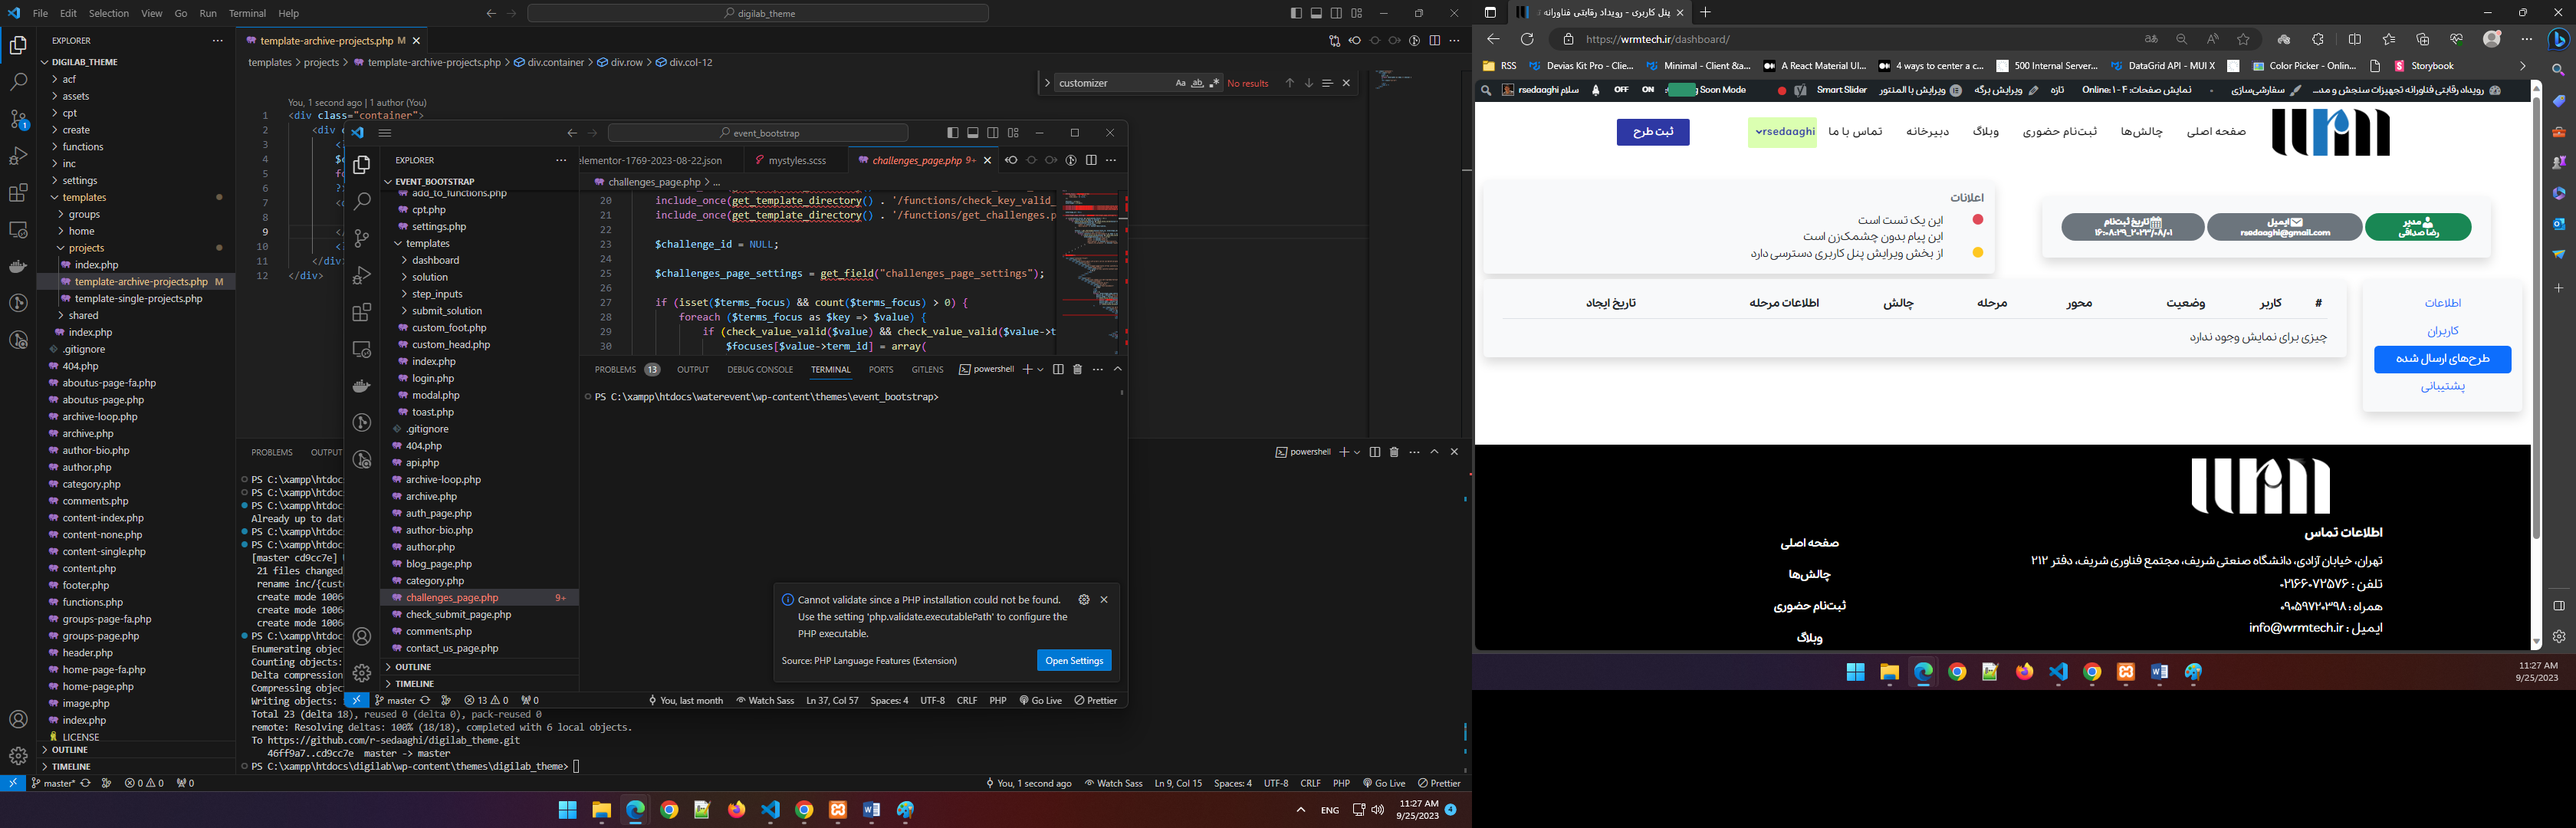 File Edit Selection View Go Run Terminal Help
digilab_theme
EXPLORER
DIGILAB_THEME
acf
assets
cpt
create
functions
inc
settings
templates
groups
home
projects
index.php
template-archive-projects.php M
template-single-projects.php
shared
index.php
.gitignore
404.php
aboutus-page-fa.php
aboutus-page.php
archive-loop.php
archive.php
author-bio.php
author.php
category.php
comments.php
content-index.php
content-none.php
content-single.php
content.php
footer.php
functions.php
groups-page-fa.php
groups-page.php
header.php
home-page-fa.php
home-page.php
image.php
index.php
LICENSE
OUTLINE
TIMELINE
template-archive-projects.php M
templates > projects > template-archive-projects.php > div.container > div.row > div.col-12
customizer
No results
You, 1 second ago | 1 author (You)
1 <div class="container">
2 <div c
3 <
4 $
5 fo
6 ?
7 <
8
9 </
10 <
11 </di
12 </div>
PROBLEMS OUTPUT
powershell
PS C:\xampp\htdocs
PS C:\xampp\htdocs
PS C:\xampp\htdocs
Already up to date
PS C:\xampp\htdocs
PS C:\xampp\htdocs
[master cd9cc7e]
21 files changed
rename inc/{custo
create mode 10064
create mode 10064
create mode 10064
PS C:\xampp\htdocs
Enumerating objec
Counting objects:
Delta compression
Compressing objec
Writing objects:
Total 23 (delta 18), reused 0 (delta 0), pack-reused 0
remote: Resolving deltas: 100% (18/18), completed with 6 local objects.
To https://github.com/r-sedaaghi/digilab_theme.git
46ff9a7..cd9cc7e master -> master
PS C:\xampp\htdocs\digilab\wp-content\themes\digilab_theme>
master* 0 0 0
You, 1 second ago Watch Sass Ln 9, Col 15 Spaces: 4 UTF-8 CRLF PHP Go Live Prettier
ENG
11:27 AM
9/25/2023
4
event_bootstrap
EXPLORER
EVENT_BOOTSTRAP
add_to_functions.php
cpt.php
settings.php
templates
dashboard
solution
step_inputs
submit_solution
custom_foot.php
custom_head.php
index.php
login.php
modal.php
toast.php
.gitignore
404.php
api.php
archive-loop.php
archive.php
auth_page.php
author-bio.php
author.php
blog_page.php
category.php
challenges_page.php 9+
check_submit_page.php
comments.php
contact_us_page.php
OUTLINE
TIMELINE
elementor-1769-2023-08-22.json mystyles.scss challenges_page.php 9+
challenges_page.php > ...
20 include_once(get_template_directory() . '/functions/check_key_valid_
21 include_once(get_template_directory() . '/functions/get_challenges.p
22
23 $challenge_id = NULL;
24
25 $challenges_page_settings = get_field("challenges_page_settings");
26
27 if (isset($terms_focus) && count($terms_focus) > 0) {
28 foreach ($terms_focus as $key => $value) {
29 if (check_value_valid($value) && check_value_valid($value->t
30 $focuses[$value->term_id] = array(
PROBLEMS 13 OUTPUT DEBUG CONSOLE TERMINAL PORTS GITLENS powershell
PS C:\xampp\htdocs\waterevent\wp-content\themes\event_bootstrap>
Cannot validate since a PHP installation could not be found.
Use the setting 'php.validate.executablePath' to configure the
PHP executable.
Source: PHP Language Features (Extension)
Open Settings
master 13 0 0
You, last month Watch Sass Ln 37, Col 57 Spaces: 4 UTF-8 CRLF PHP Go Live Prettier
پنل کاربری - رویداد رقابتی فناورانه
https://wrmtech.ir/dashboard/
RSS Devias Kit Pro - Clie... Minimal - Client &a... A React Material UI... 4 ways to center a c... 500 Internal Server... DataGrid API - MUI X Color Picker - Onlin... Storybook
رویداد رقابتی فناورانه تجهیزات سنجش و مد... سفارشی‌سازی نمایش صفحات: ۴ - Online: ۱ تازه ویرایش برگه ویرایش با المنتور Smart Slider
Soon Mode ON OFF سلام rsedaaghi
صفحه اصلی چالش‌ها ثبت‌نام حضوری وبلاگ دبیرخانه تماس با ما rsedaaghi ثبت طرح
مدیر
رضا صداقی
ایمیل
rsedaaghi@gmail.com
تاریخ ثبت‌نام
۲۰۲۳/۰۸/۰۱_۱۶:۰۸:۲۹
اعلانات
این یک تست است
این پیام بدون چشمک‌زن است
از بخش ویرایش پنل کاربری دسترسی دارد
اطلاعات
کاربران
طرح‌های ارسال شده
پشتیبانی
# کاربر وضعیت محور مرحله چالش اطلاعات مرحله تاریخ ایجاد
چیزی برای نمایش وجود ندارد
اطلاعات تماس
تهران، خیابان آزادی، دانشگاه صنعتی شریف، مجتمع فناوری شریف، دفتر ۲۱۲
تلفن : ۰۲۱۶۶۰۷۲۵۷۶
همراه : ۰۹۰۵۹۷۲۰۳۹۸
ایمیل : info@wrmtech.ir
صفحه اصلی
چالش‌ها
ثبت‌نام حضوری
وبلاگ
11:27 AM
9/25/2023